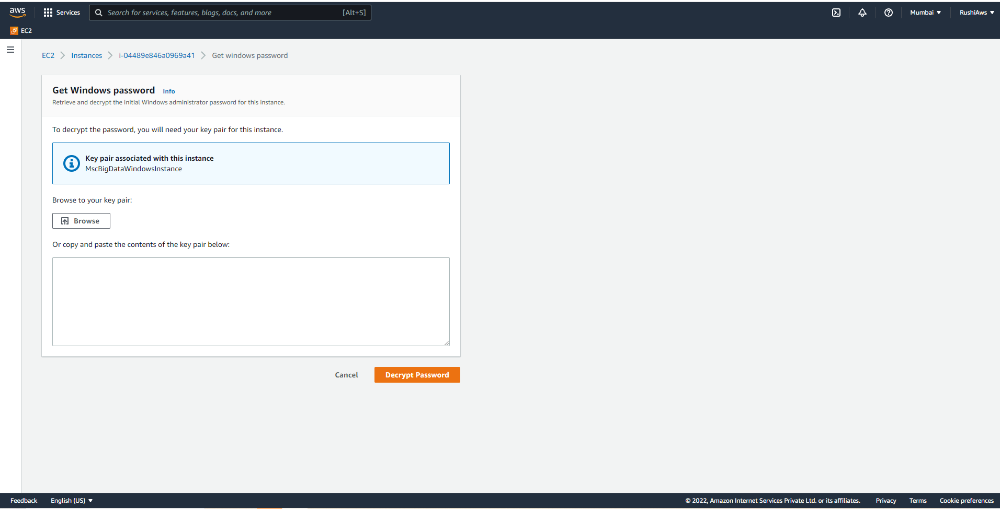 aws Services Search for services, features, blogs, docs, and more [Alt+S] Mumbai RushiAws
EC2
EC2 Instances i-04489e846a0969a41 Get windows password
Get Windows password Info
Retrieve and decrypt the initial Windows administrator password for this instance.
To decrypt the password, you will need your key pair for this instance.
Key pair associated with this instance
MscBigDataWindowsInstance
Browse to your key pair:
Browse
Or copy and paste the contents of the key pair below:
Cancel Decrypt Password
Feedback English (US) © 2022, Amazon Internet Services Private Ltd. or its affiliates. Privacy Terms Cookie preferences